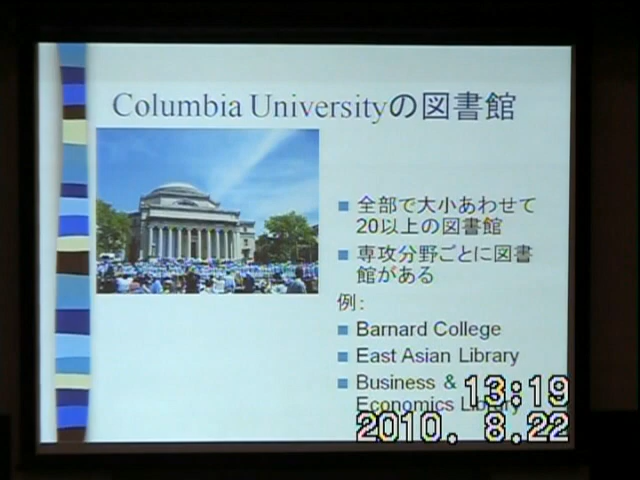 Columbia Universityの図書館
全部で大小あわせて
20以上の図書館
専攻分野ごとに図書
館がある
例:
Barnard College
East Asian Library
Business &
Economics Library
13:19
2010. 8.22